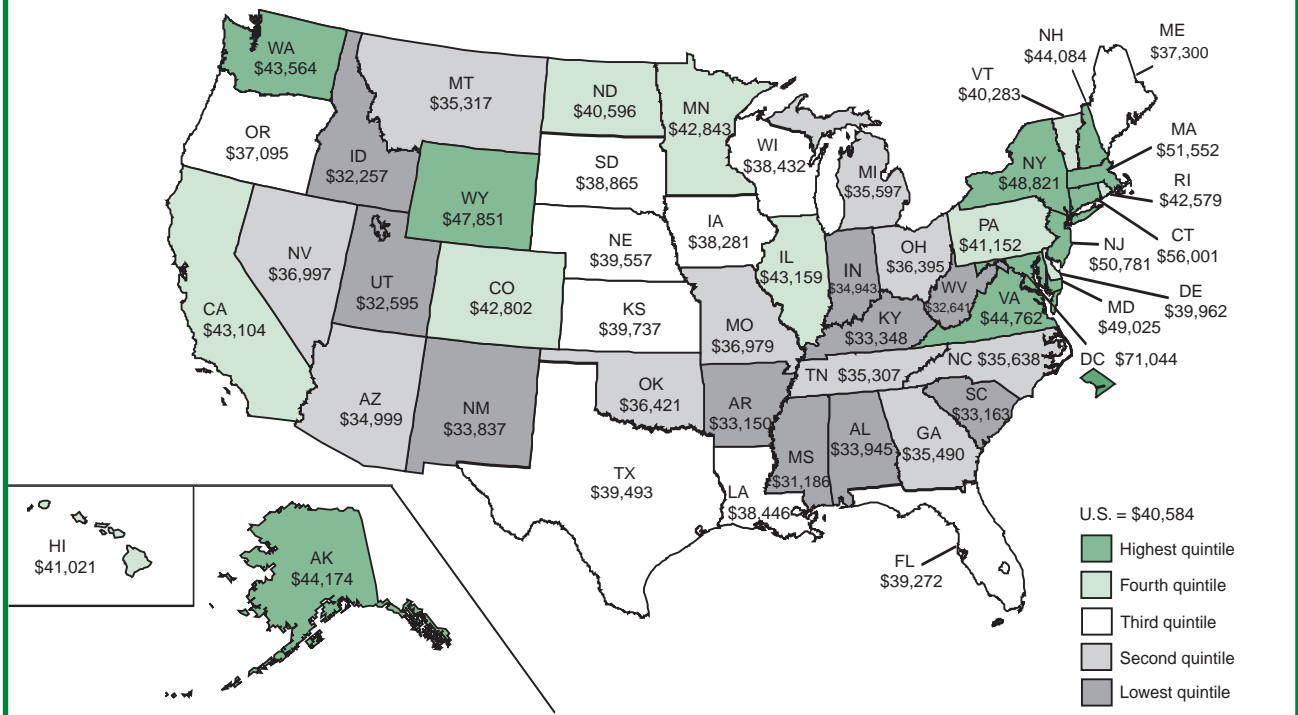 WA
$43,564
MT
$35,317
ND
$40,596
MN
$42,843
OR
$37,095
ID
$32,257
WY
$47,851
SD
$38,865
WI
$38,432
MI
$35,597
NH
$44,084
ME
$37,300
VT
$40,283
MA
$51,552
NY
$48,821
RI
$42,579
CT
$56,001
NJ
$50,781
PA
$41,152
DE
$39,962
MD
$49,025
DC $71,044
NV
$36,997
UT
$32,595
CO
$42,802
NE
$39,557
IA
$38,281
IL
$43,159
IN
$34,943
OH
$36,395
WV
$32,641
VA
$44,762
CA
$43,104
KS
$39,737
MO
$36,979
KY
$33,348
NC $35,638
TN $35,307
AZ
$34,999
NM
$33,837
OK
$36,421
AR
$33,150
SC
$33,163
MS
$31,186
AL
$33,945
GA
$35,490
TX
$39,493
LA
$38,446
FL
$39,272
HI
$41,021
AK
$44,174
U.S. = $40,584
Highest quintile
Fourth quintile
Third quintile
Second quintile
Lowest quintile